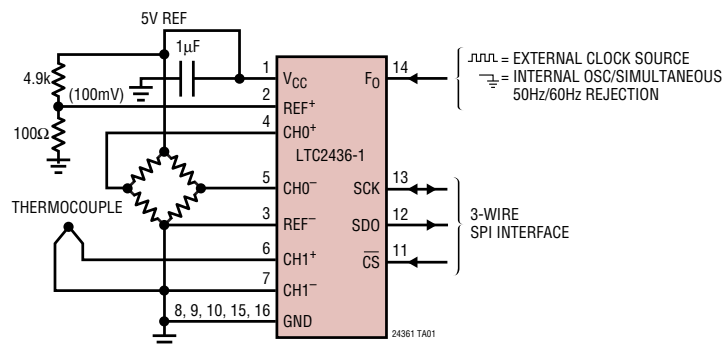 5V REF
1µF
4.9k
(100mV)
100Ω
THERMOCOUPLE
1
2
4
5
3
6
7
8, 9, 10, 15, 16
VCC
REF+
CH0+
LTC2436-1
CH0–
REF–
CH1+
CH1–
GND
FO
SCK
SDO
CS
14
13
12
11
= EXTERNAL CLOCK SOURCE
= INTERNAL OSC/SIMULTANEOUS
50Hz/60Hz REJECTION
3-WIRE
SPI INTERFACE
24361 TA01